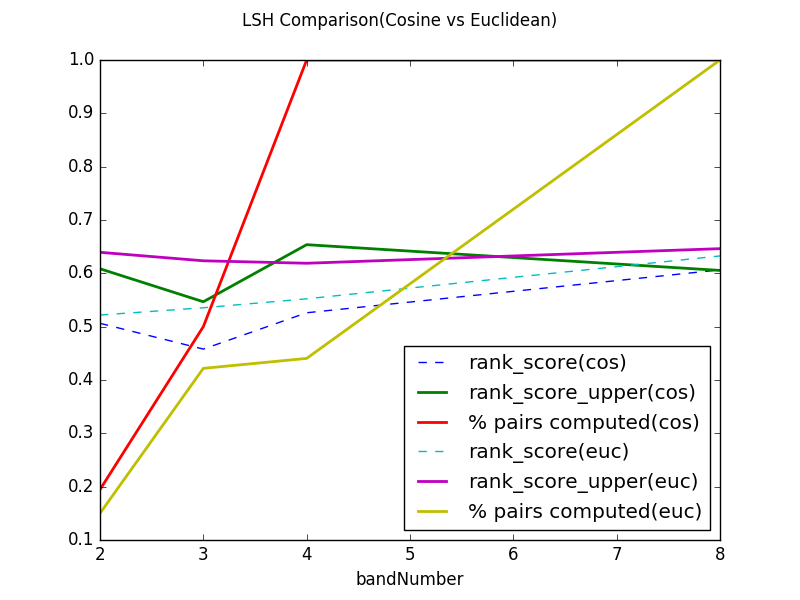 LSH Comparison(Cosine vs Euclidean)
1.0
0.9
0.8
0.7
0.6
0.5
0.4
0.3
0.2
0.1
rank_score(cos)
rank_score_upper(cos)
% pairs computed(cos)
rank_score(euc)
rank_score_upper(euc)
% pairs computed(euc)
2 3 4 5 6 7 8
bandNumber